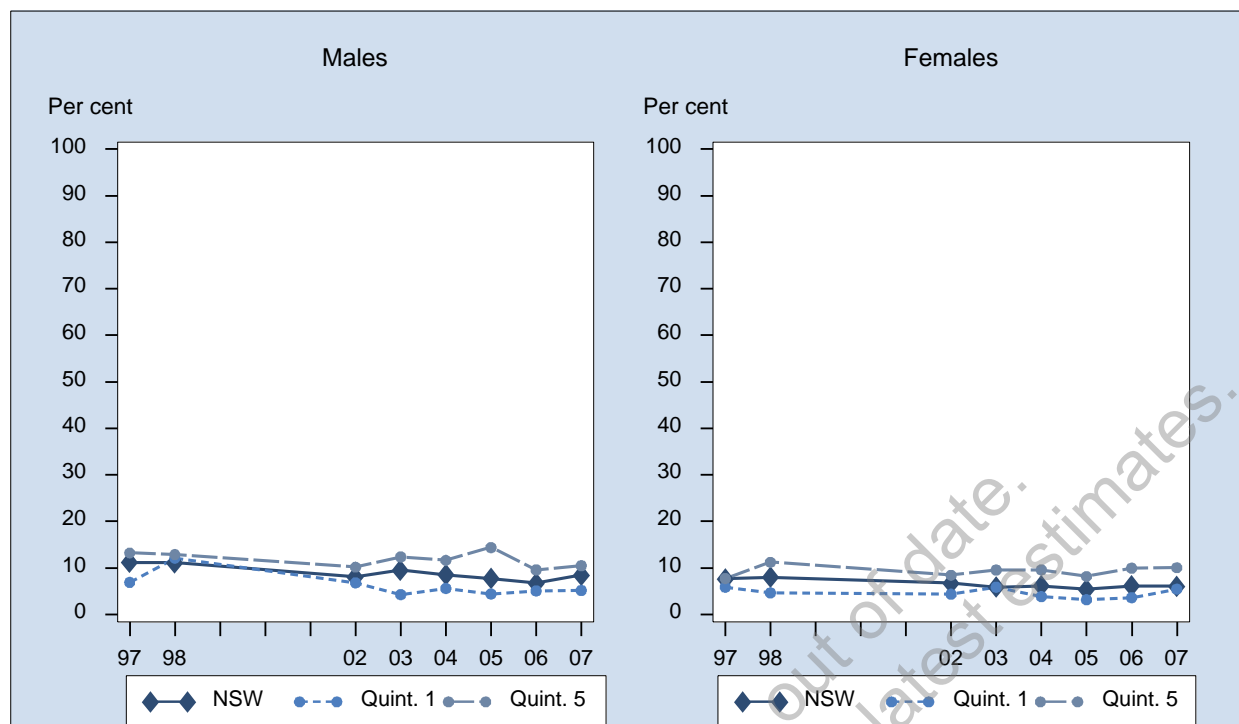 Males
Per cent
100
90
80
70
60
50
40
30
20
10
0
97 98 02 03 04 05 06 07
NSW Quint. 1 Quint. 5
Females
Per cent
100
90
80
70
60
50
40
30
20
10
0
97 98 02 03 04 05 06 07
NSW Quint. 1 Quint. 5
out of date.
latest estimates.